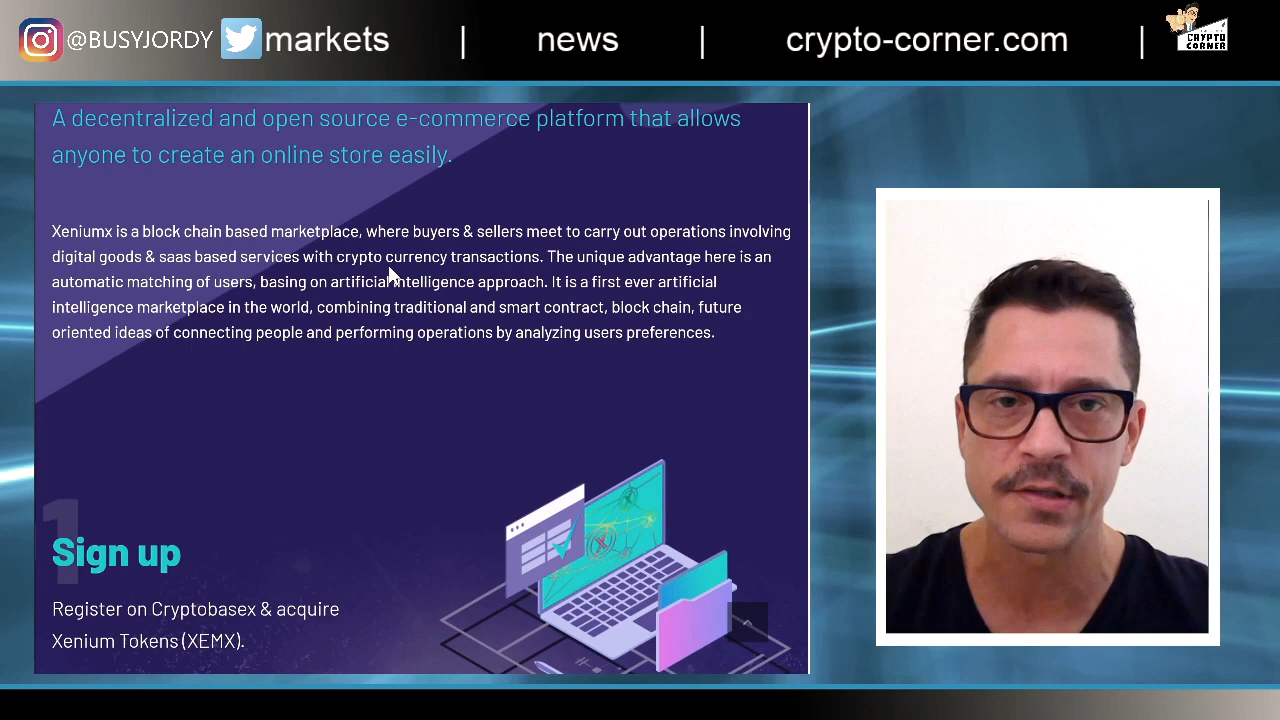 @BUSYJORDY markets | news | crypto-corner.com |
CRYPTO
CORNER
A decentralized and open source e-commerce platform that allows
anyone to create an online store easily.
Xeniumx is a block chain based marketplace, where buyers & sellers meet to carry out operations involving
digital goods & saas based services with crypto currency transactions. The unique advantage here is an
automatic matching of users, basing on artificial intelligence approach. It is a first ever artificial
intelligence marketplace in the world, combining traditional and smart contract, block chain, future
oriented ideas of connecting people and performing operations by analyzing users preferences.
1
Sign up
Register on Cryptobasex & acquire
Xenium Tokens (XEMX).